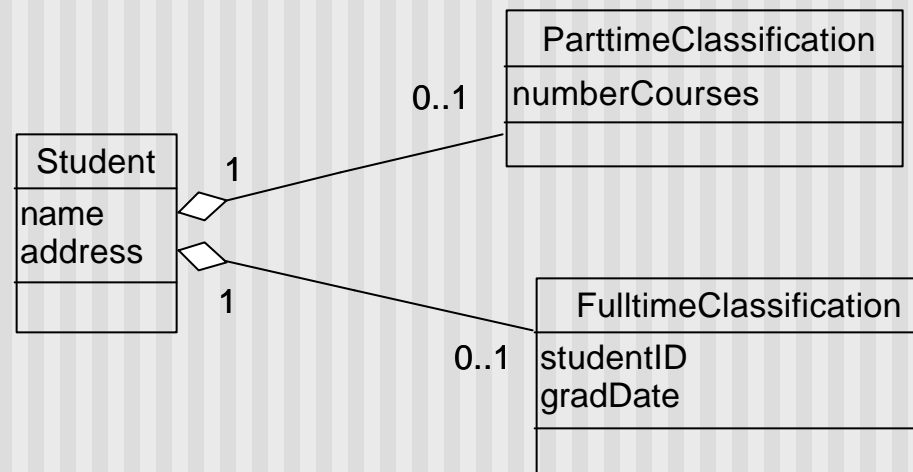 ParttimeClassification
numberCourses
0..1
Student
name
address
1
1
FulltimeClassification
studentID
gradDate
0..1